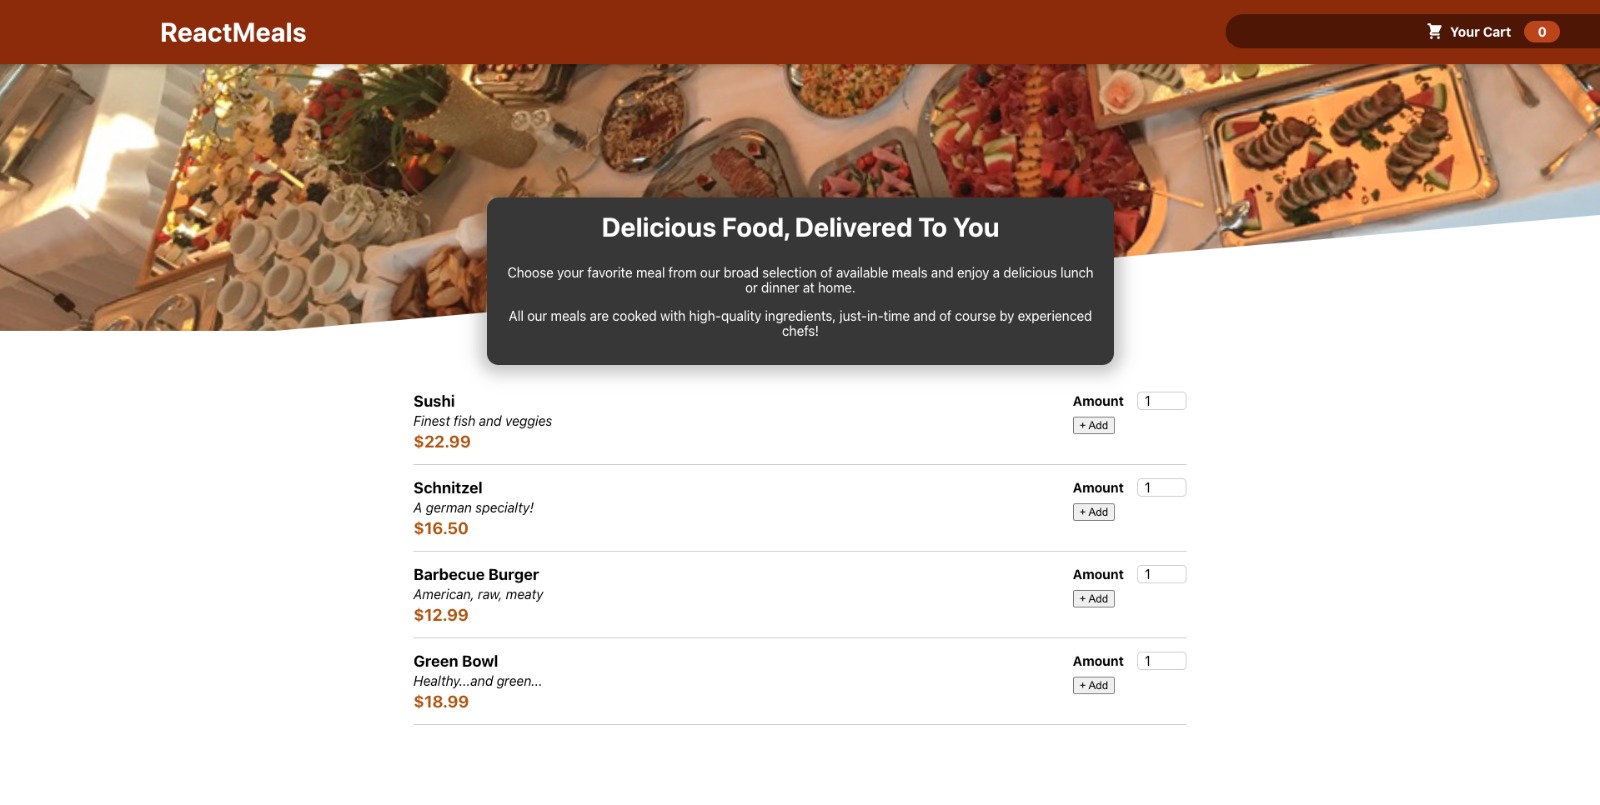 ReactMeals
Your Cart 0
Delicious Food, Delivered To You
Choose your favorite meal from our broad selection of available meals and enjoy a delicious lunch
or dinner at home.
All our meals are cooked with high-quality ingredients, just-in-time and of course by experienced
chefs!
Sushi
Finest fish and veggies
$22.99
Amount 1
+ Add
Schnitzel
A german specialty!
$16.50
Amount 1
+ Add
Barbecue Burger
American, raw, meaty
$12.99
Amount 1
+ Add
Green Bowl
Healthy...and green...
$18.99
Amount 1
+ Add